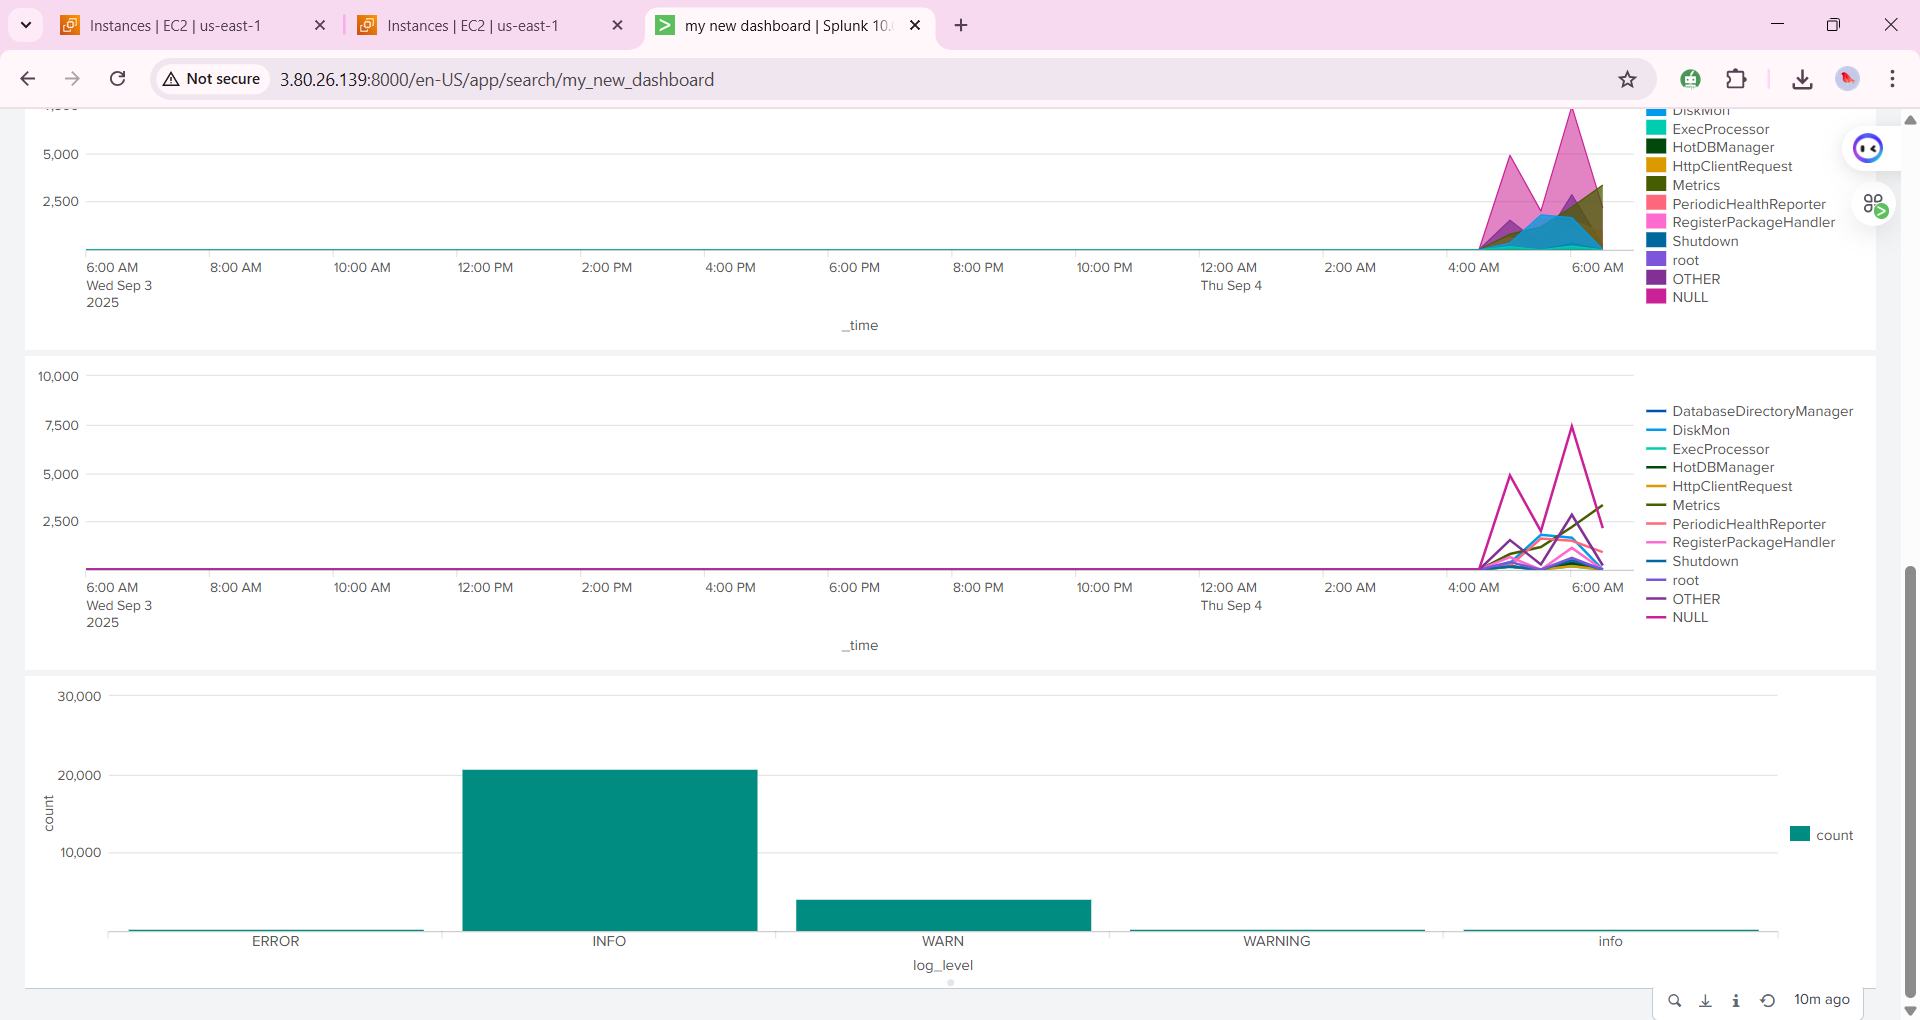 Instances | EC2 | us-east-1
Instances | EC2 | us-east-1
my new dashboard | Splunk 10.
Not secure
3.80.26.139:8000/en-US/app/search/my_new_dashboard
5,000
2,500
6:00 AM 8:00 AM 10:00 AM 12:00 PM 2:00 PM 4:00 PM 6:00 PM 8:00 PM 10:00 PM 12:00 AM 2:00 AM 4:00 AM 6:00 AM
Wed Sep 3 Thu Sep 4
2025
_time
DiskMon
ExecProcessor
HotDBManager
HttpClientRequest
Metrics
PeriodicHealthReporter
RegisterPackageHandler
Shutdown
root
OTHER
NULL
10,000
7,500
5,000
2,500
6:00 AM 8:00 AM 10:00 AM 12:00 PM 2:00 PM 4:00 PM 6:00 PM 8:00 PM 10:00 PM 12:00 AM 2:00 AM 4:00 AM 6:00 AM
Wed Sep 3 Thu Sep 4
2025
_time
DatabaseDirectoryManager
DiskMon
ExecProcessor
HotDBManager
HttpClientRequest
Metrics
PeriodicHealthReporter
RegisterPackageHandler
Shutdown
root
OTHER
NULL
30,000
20,000
10,000
count
ERROR INFO WARN WARNING info
log_level
count
10m ago